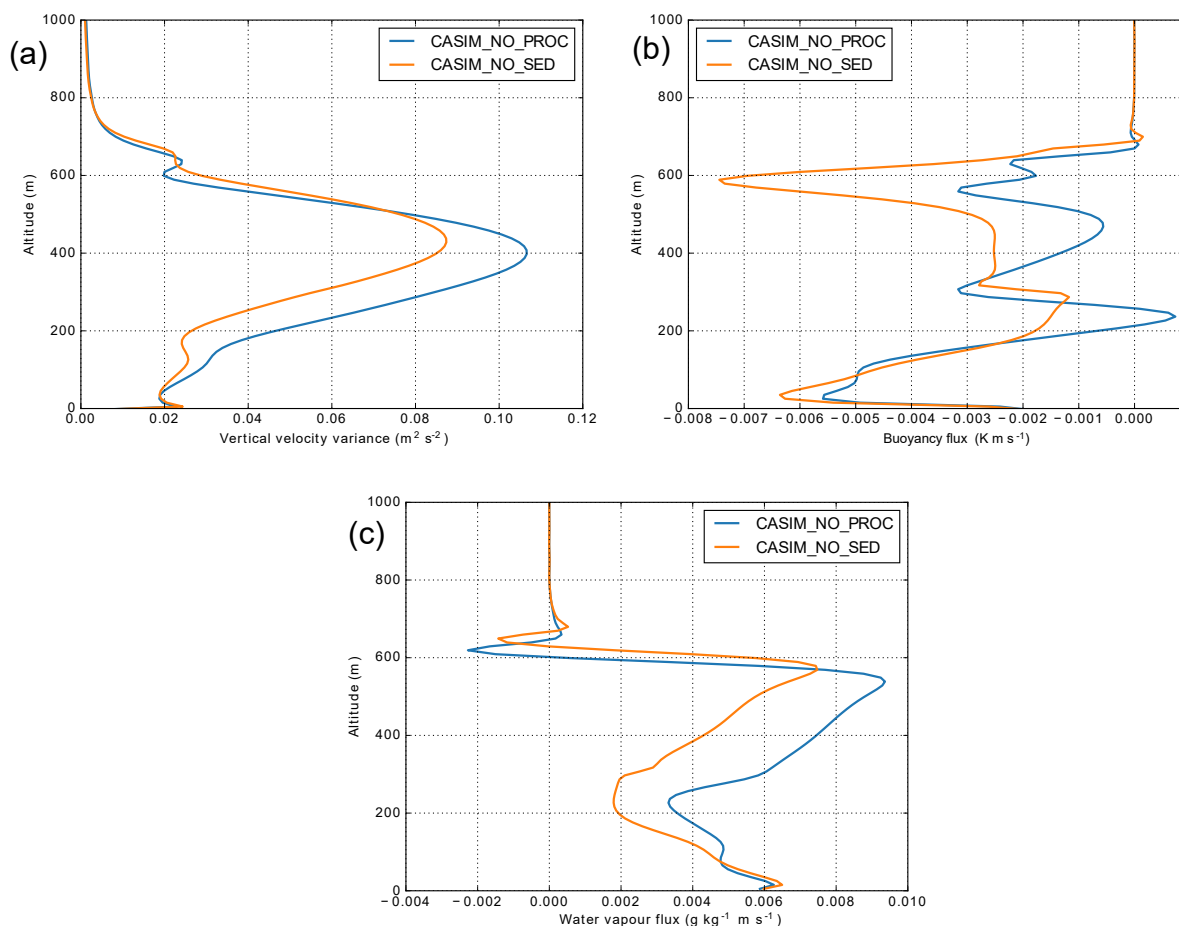 (a)
1000
800
600
400
200
0
Altitude (m)
CASIM_NO_PROC
CASIM_NO_SED
0.00 0.02 0.04 0.06 0.08 0.10 0.12
Vertical velocity variance (m² s⁻²)
(b)
1000
800
600
400
200
0
Altitude (m)
CASIM_NO_PROC
CASIM_NO_SED
−0.008 −0.007 −0.006 −0.005 −0.004 −0.003 −0.002 −0.001 0.000
Buoyancy flux (K m s⁻¹)
(c)
1000
800
600
400
200
0
Altitude (m)
CASIM_NO_PROC
CASIM_NO_SED
−0.004 −0.002 0.000 0.002 0.004 0.006 0.008 0.010
Water vapour flux (g kg⁻¹ m s⁻¹)